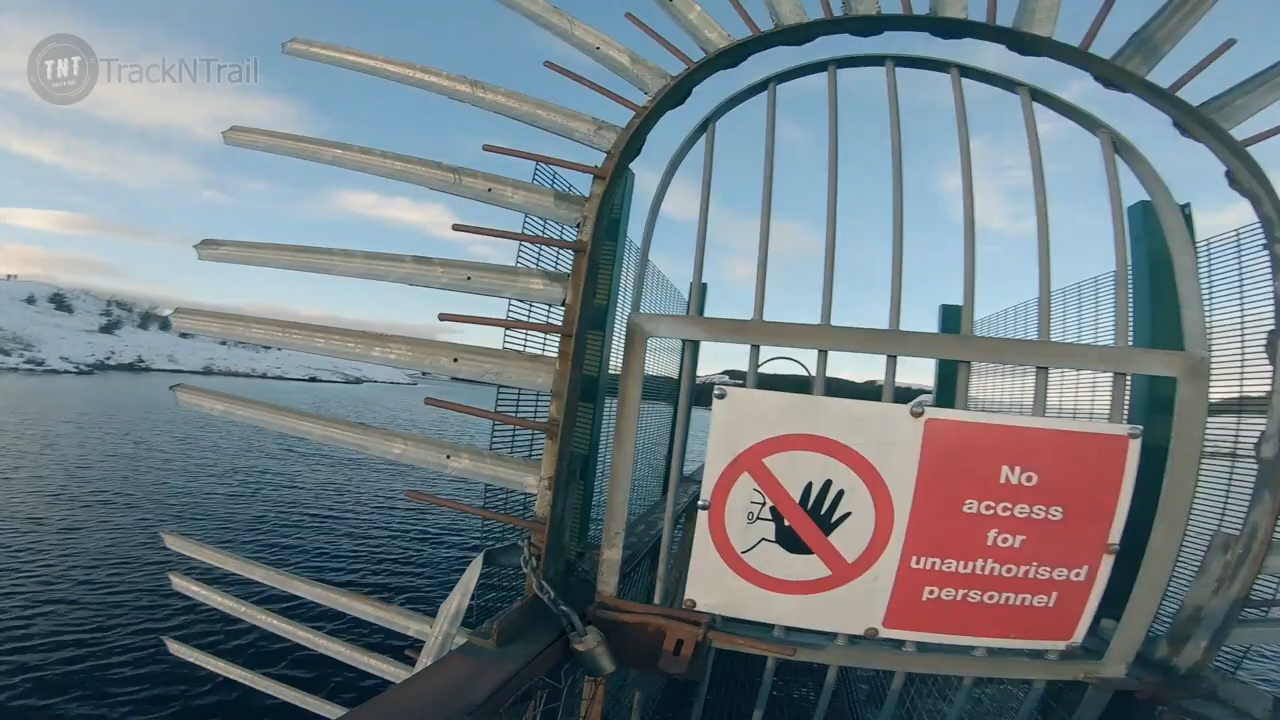 TNT
TrackNTrail
No
access
for
unauthorised
personnel